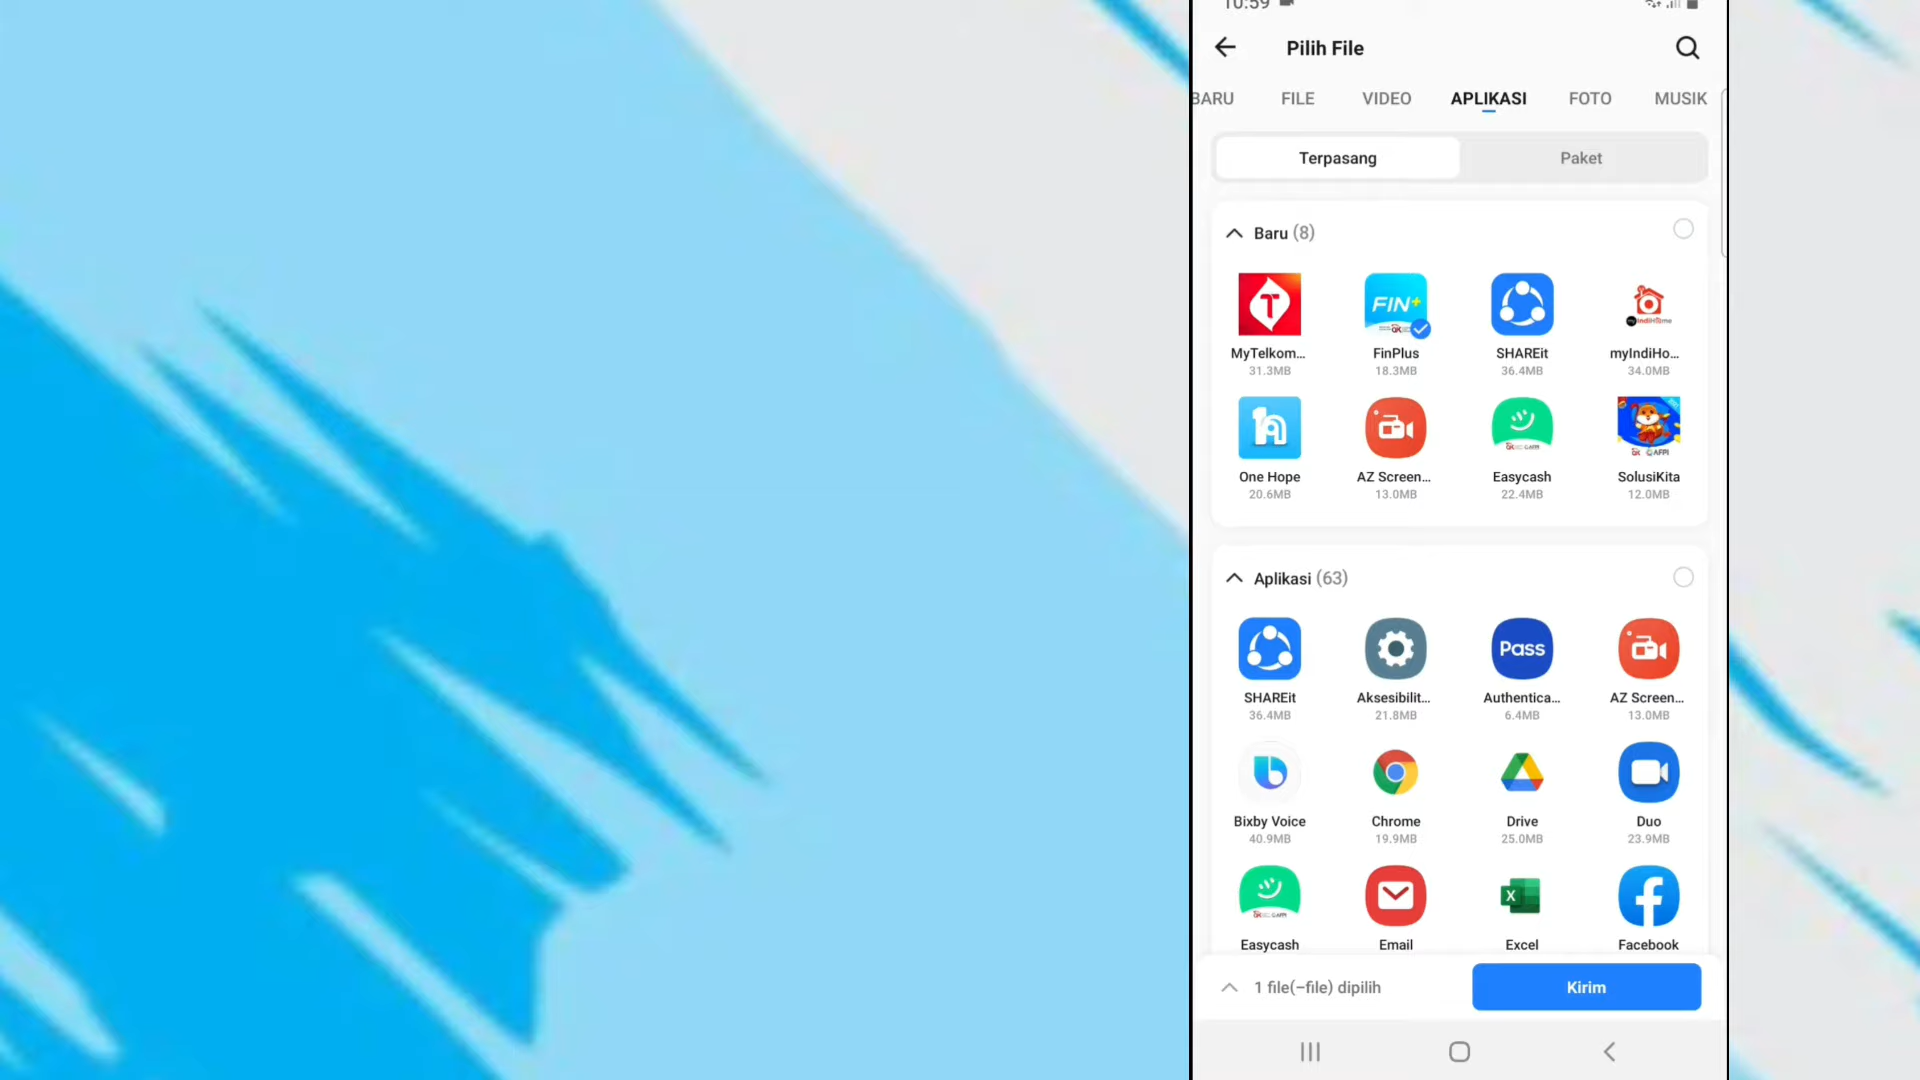 10:59
Pilih File
BARU FILE VIDEO APLIKASI FOTO MUSIK
Terpasang Paket
Baru (8)
FIN+
MyTelkom... FinPlus SHAREit myIndiHo...
31.3MB 18.3MB 36.4MB 34.0MB
One Hope AZ Screen... Easycash SolusiKita
20.6MB 13.0MB 22.4MB 12.0MB
Aplikasi (63)
Pass
SHAREit Aksesibilit... Authentica... AZ Screen...
36.4MB 21.8MB 6.4MB 13.0MB
Bixby Voice Chrome Drive Duo
40.9MB 19.9MB 25.0MB 23.9MB
Easycash Email Excel Facebook
1 file(–file) dipilih Kirim